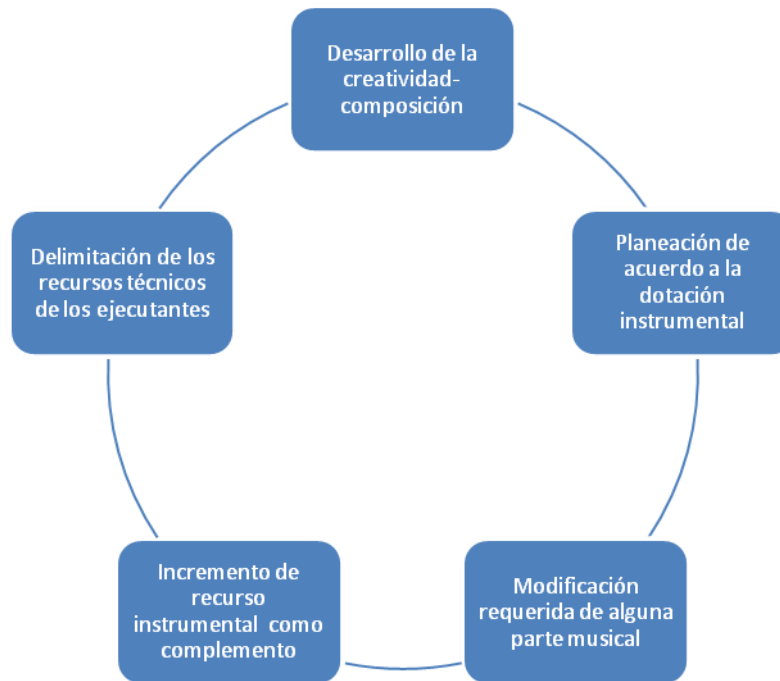 Desarrollo de la
creatividad-
composición
Planeación de
acuerdo a la
dotación
instrumental
Modificación
requerida de alguna
parte musical
Incremento de
recurso
instrumental como
complemento
Delimitación de los
recursos técnicos
de los ejecutantes